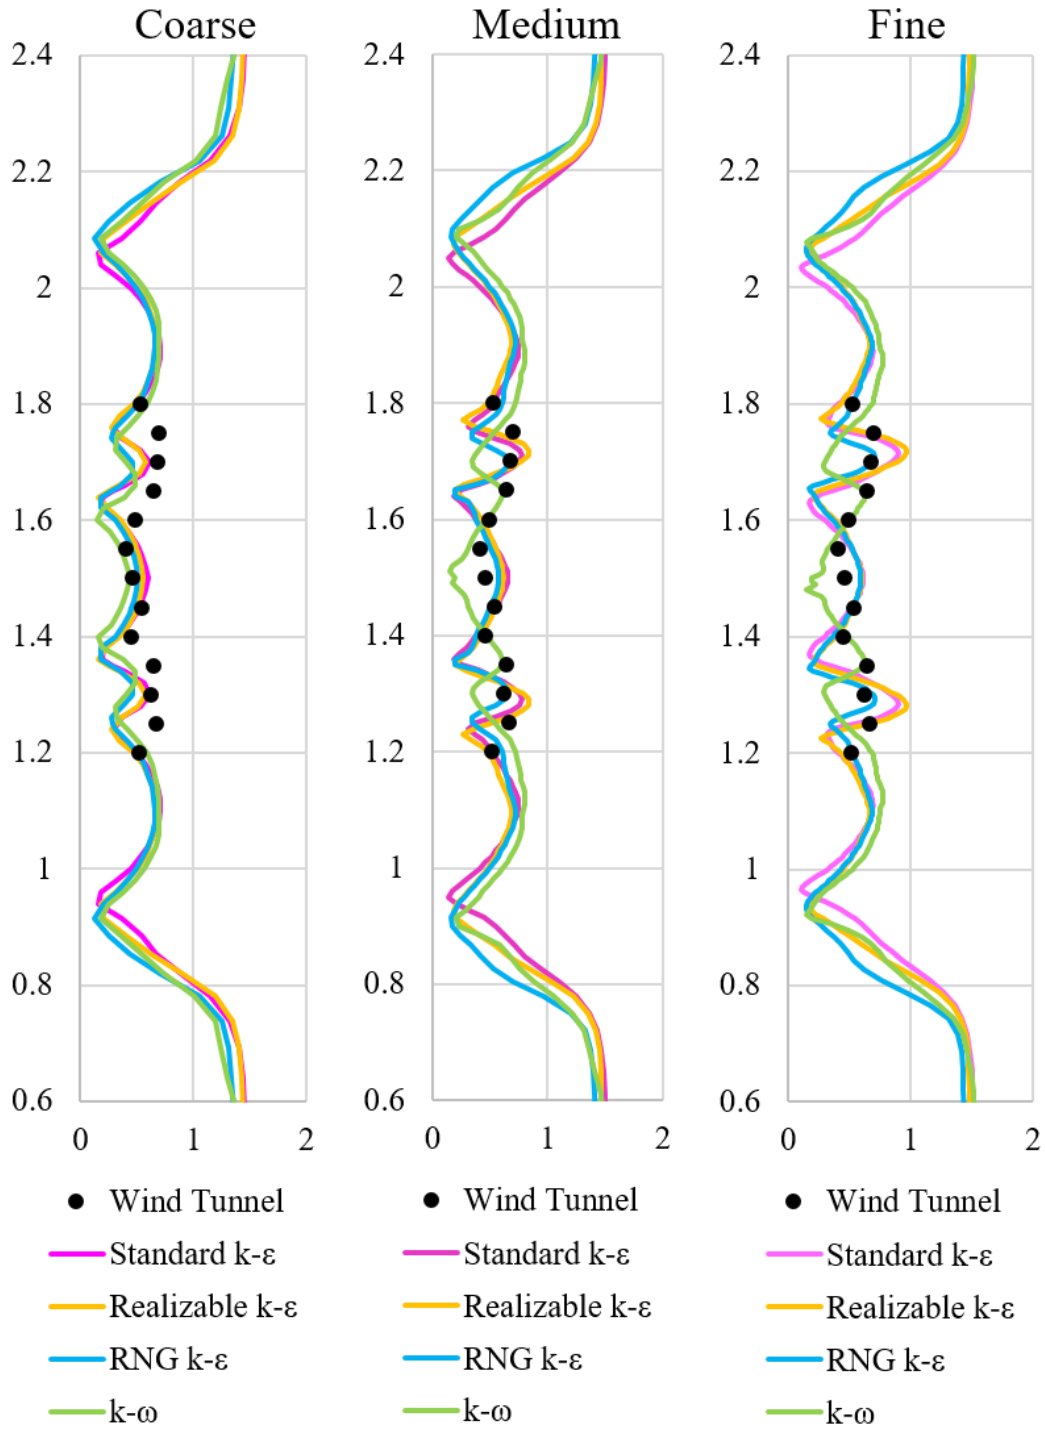 Coarse Medium Fine
2.4 2.4 2.4
2.2 2.2 2.2
2 2 2
1.8 1.8 1.8
1.6 1.6 1.6
1.4 1.4 1.4
1.2 1.2 1.2
1 1 1
0.8 0.8 0.8
0.6 0.6 0.6
0 1 2 0 1 2 0 1 2
Wind Tunnel Wind Tunnel Wind Tunnel
Standard k-ε Standard k-ε Standard k-ε
Realizable k-ε Realizable k-ε Realizable k-ε
RNG k-ε RNG k-ε RNG k-ε
k-ω k-ω k-ω